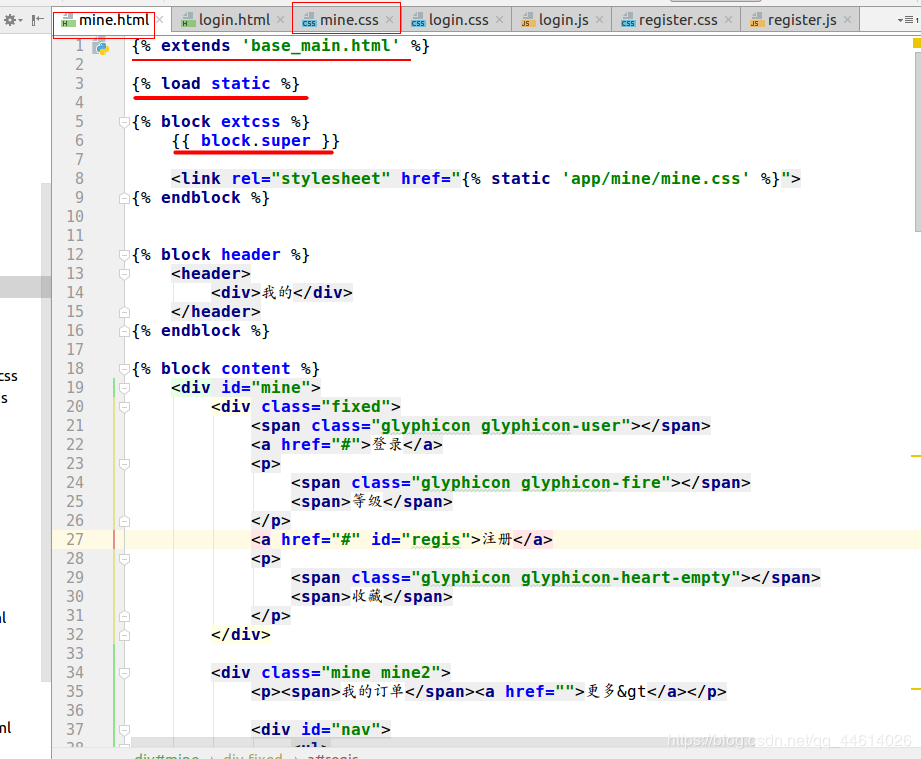 mine.html login.html mine.css login.css login.js register.css register.js
1 {% extends 'base_main.html' %}
2
3 {% load static %}
4
5 {% block extcss %}
6 {{ block.super }}
7
8 <link rel="stylesheet" href="{% static 'app/mine/mine.css' %}">
9 {% endblock %}
10
11
12 {% block header %}
13 <header>
14 <div>我的</div>
15 </header>
16 {% endblock %}
17
18 {% block content %}
css
19 <div id="mine">
s
20 <div class="fixed">
21 <span class="glyphicon glyphicon-user"></span>
22 <a href="#">登录</a>
23 <p>
24 <span class="glyphicon glyphicon-fire"></span>
25 <span>等级</span>
26 </p>
27 <a href="#" id="regis">注册</a>
28 <p>
29 <span class="glyphicon glyphicon-heart-empty"></span>
30 <span>收藏</span>
31 </p>
ml
32 </div>
33
34 <div class="mine mine2">
35 <p><span>我的订单</span><a href="">更多&gt</a></p>
36
37 <div id="nav">
ml
38 <ul>
https://blog.csdn.net/qq_44614026
div#mine div.fixed a#regis